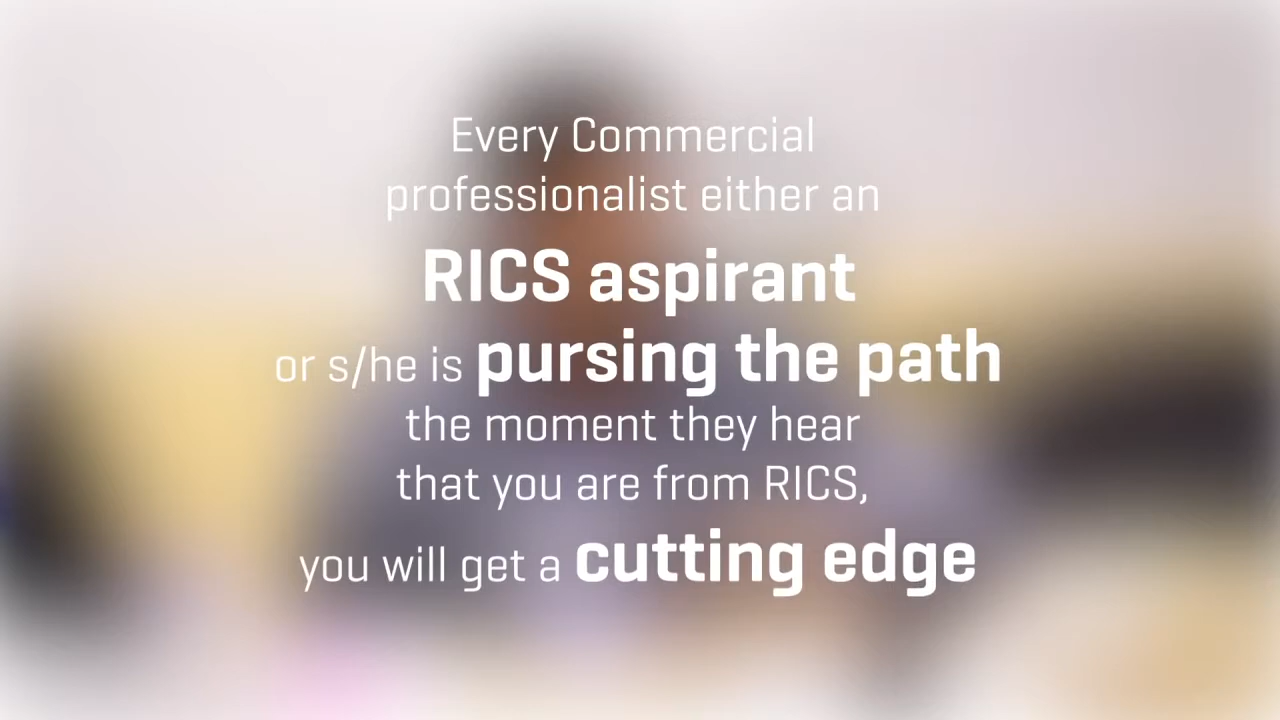 Every Commercial
professionalist either an
RICS aspirant
or s/he is pursing the path
the moment they hear
that you are from RICS,
you will get a cutting edge